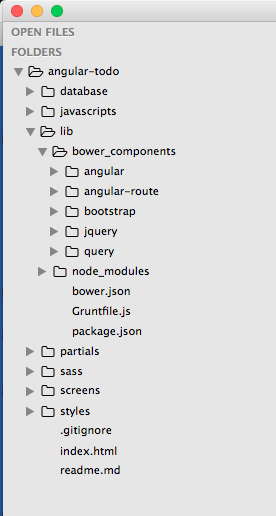 OPEN FILES
FOLDERS
angular-todo
database
javascripts
lib
bower_components
angular
angular-route
bootstrap
jquery
query
node_modules
bower.json
Gruntfile.js
package.json
partials
sass
screens
styles
.gitignore
index.html
readme.md